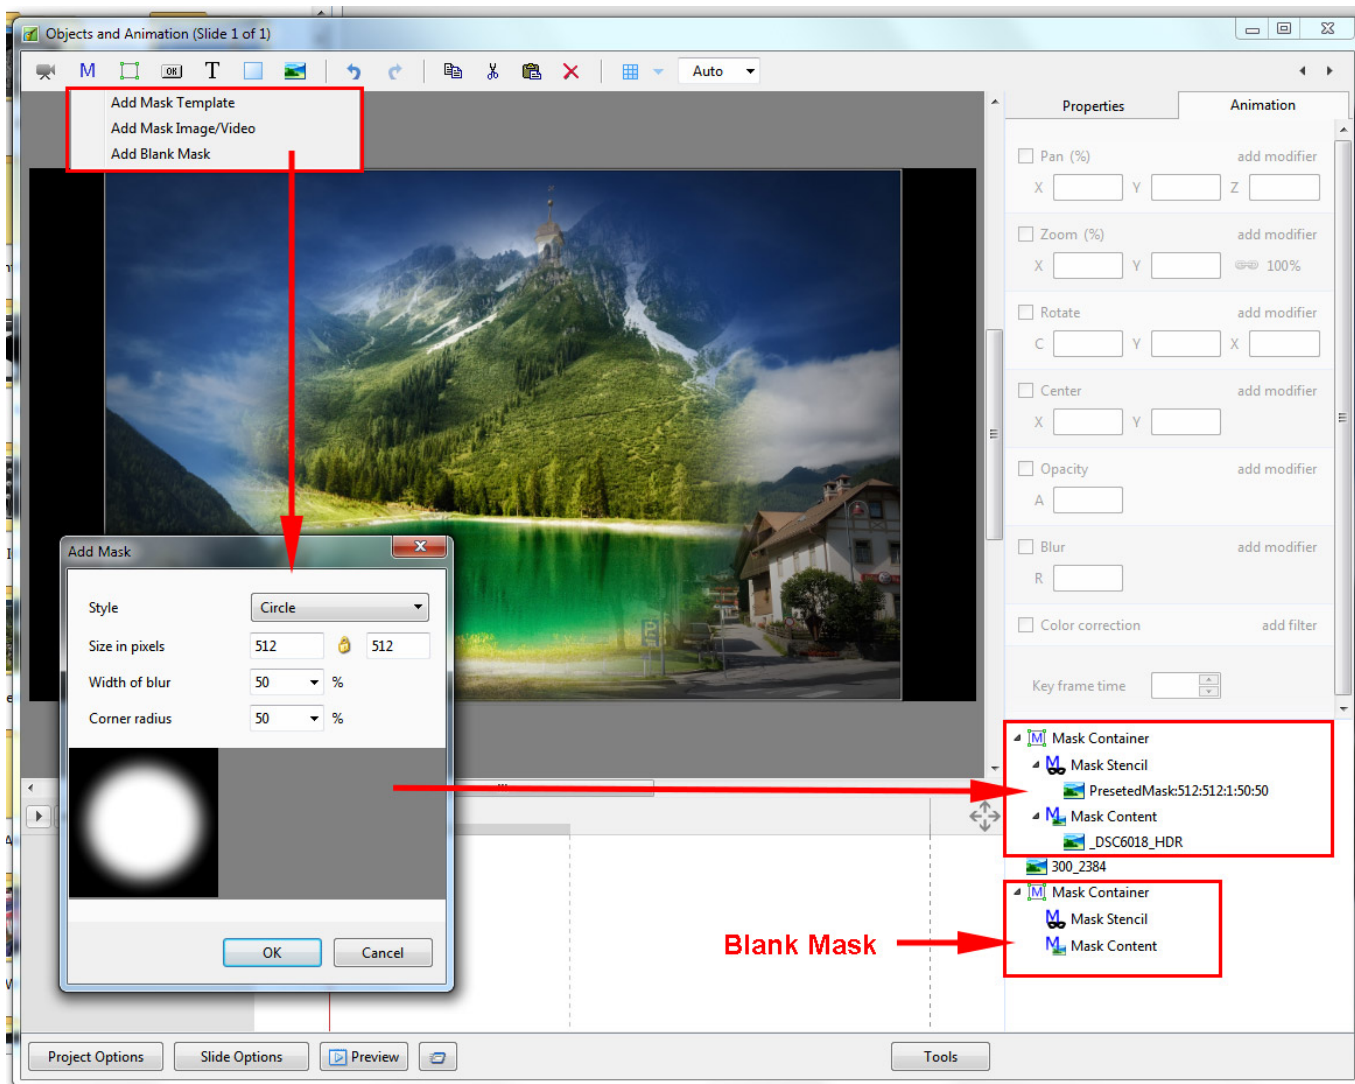 Objects and Animation (Slide 1 of 1)
M OK T Auto
Add Mask Template
Add Mask Image/Video
Add Blank Mask
Properties Animation
Pan (%) add modifier
X Y Z
Zoom (%) add modifier
X Y 100%
Rotate add modifier
C Y X
Center add modifier
X Y
Opacity add modifier
A
Blur add modifier
R
Color correction add filter
Key frame time
Add Mask
Style Circle
Size in pixels 512 512
Width of blur 50 %
Corner radius 50 %
OK Cancel
M Mask Container
M Mask Stencil
PresetedMask:512:512:1:50:50
M Mask Content
_DSC6018_HDR
300_2384
M Mask Container
M Mask Stencil
M Mask Content
Blank Mask
Project Options Slide Options Preview Tools